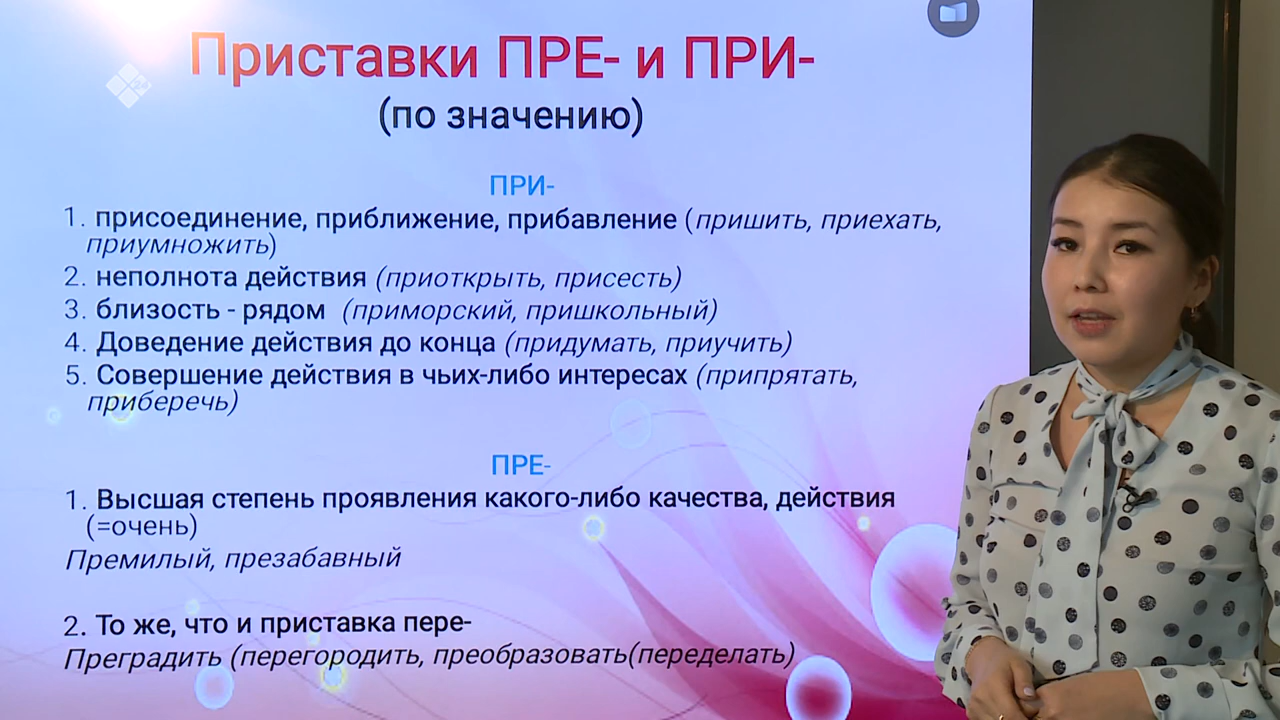 Приставки ПРЕ- и ПРИ-
(по значению)
ПРИ-
1. присоединение, приближение, прибавление (пришить, приехать,
приумножить)
2. неполнота действия (приоткрыть, присесть)
3. близость - рядом (приморский, пришкольный)
4. Доведение действия до конца (придумать, приучить)
5. Совершение действия в чьих-либо интересах (припрятать,
приберечь)
ПРЕ-
1. Высшая степень проявления какого-либо качества, действия
(=очень)
Премилый, презабавный
2. То же, что и приставка пере-
Преградить (перегородить, преобразовать(переделать)
24